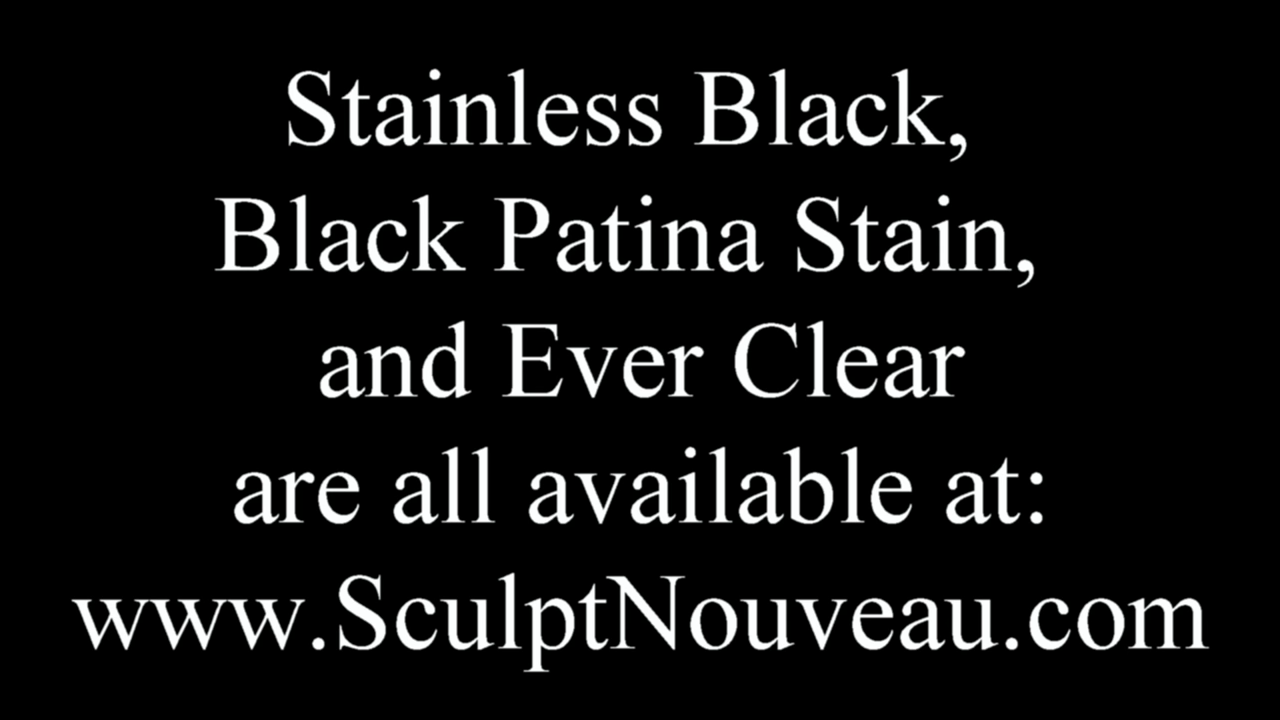 Stainless Black,
Black Patina Stain,
and Ever Clear
are all available at:
www.SculptNouveau.com